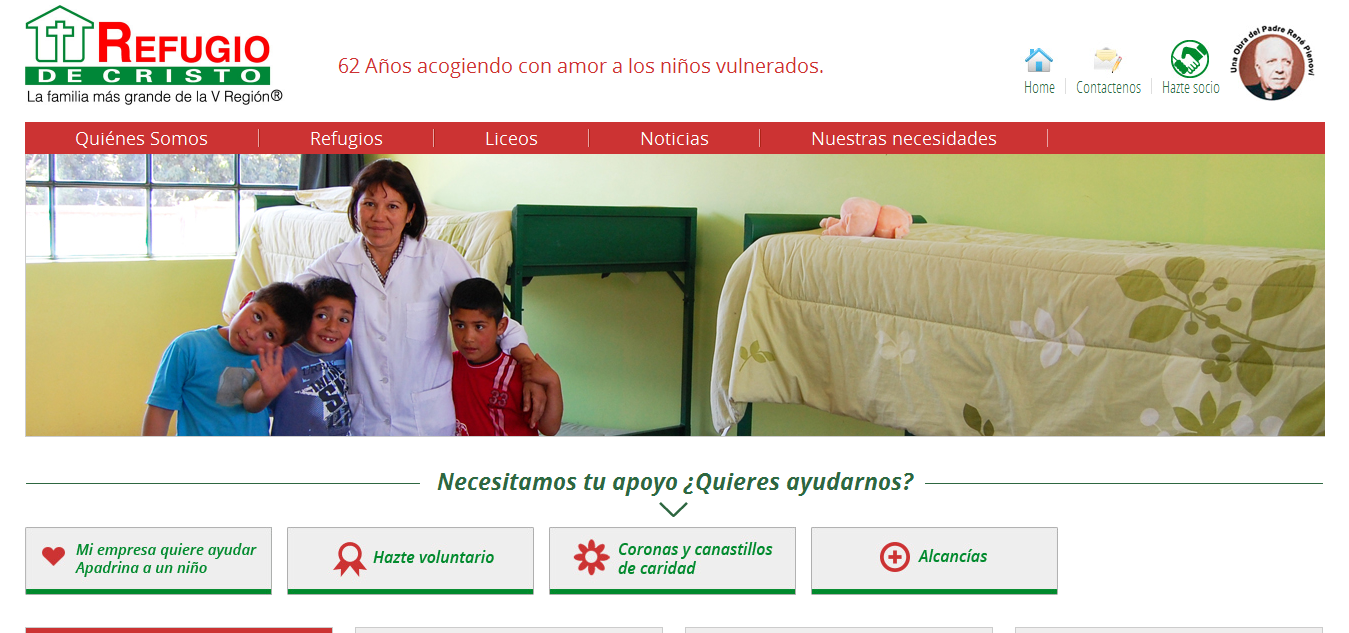 REFUGIO
DE CRISTO
La familia más grande de la V Región®
62 Años acogiendo con amor a los niños vulnerados.
Home
Contactenos
Hazte socio
Una Obra del Padre René Pienovi
Quiénes Somos
Refugios
Liceos
Noticias
Nuestras necesidades
33
Necesitamos tu apoyo ¿Quieres ayudarnos?
Mi empresa quiere ayudar
Apadrina a un niño
Hazte voluntario
Coronas y canastillos
de caridad
Alcancías